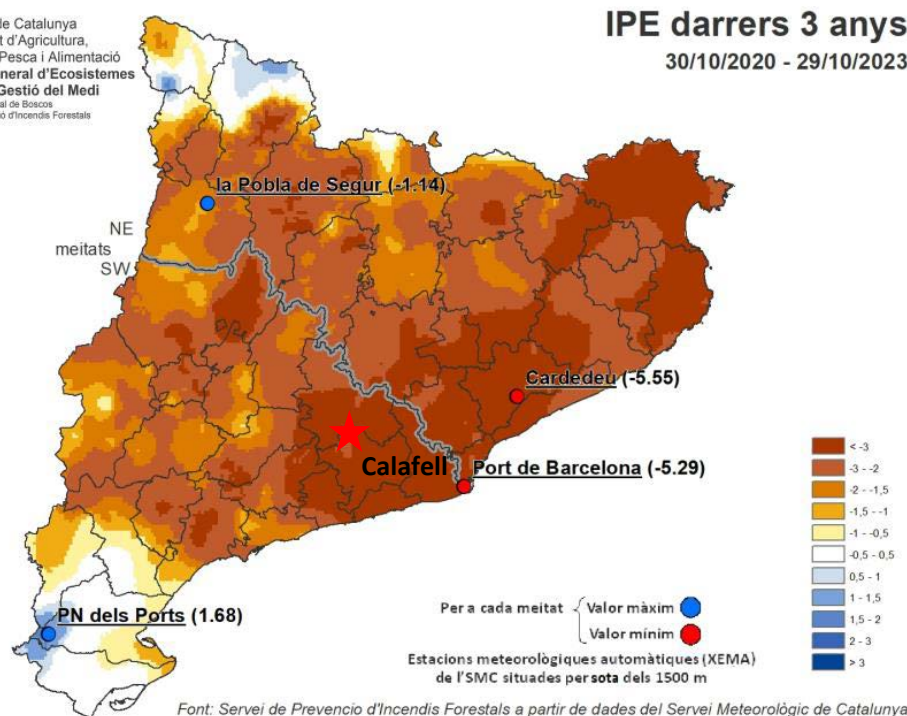 de Catalunya
t d'Agricultura,
Pesca i Alimentació
neral d'Ecosistemes
Gestió del Medi
al de Boscos
ó d'Incendis Forestals
IPE darrers 3 anys
30/10/2020 - 29/10/2023
la Pobla de Segur (-1.14)
NE
meitats
SW
Cardedeu (-5.55)
Calafell
Port de Barcelona (-5.29)
PN dels Ports (1.68)
< -3
-3 - -2
-2 - -1,5
-1,5 - -1
-1 - -0,5
-0,5 - 0,5
0,5 - 1
1 - 1,5
1,5 - 2
2 - 3
> 3
Per a cada meitat
Valor màxim
Valor mínim
Estacions meteorològiques automàtiques (XEMA)
de l'SMC situades per sota dels 1500 m
Font: Servei de Prevencio d'Incendis Forestals a partir de dades del Servei Meteorològic de Catalunya